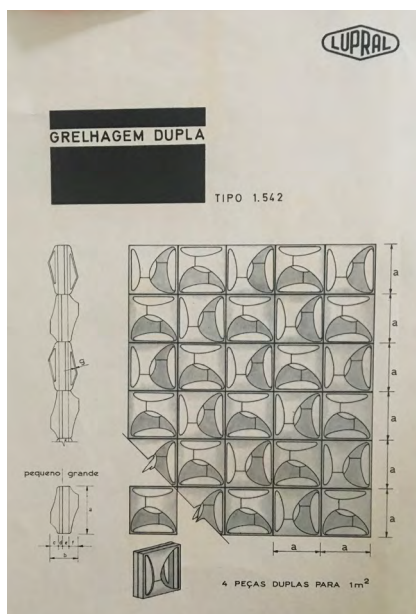 LUPRAL
GRELHAGEM DUPLA
TIPO 1.542
a
a
a
a
a
a
g
pequeno grande
a
b
a a
4 PEÇAS DUPLAS PARA 1m²